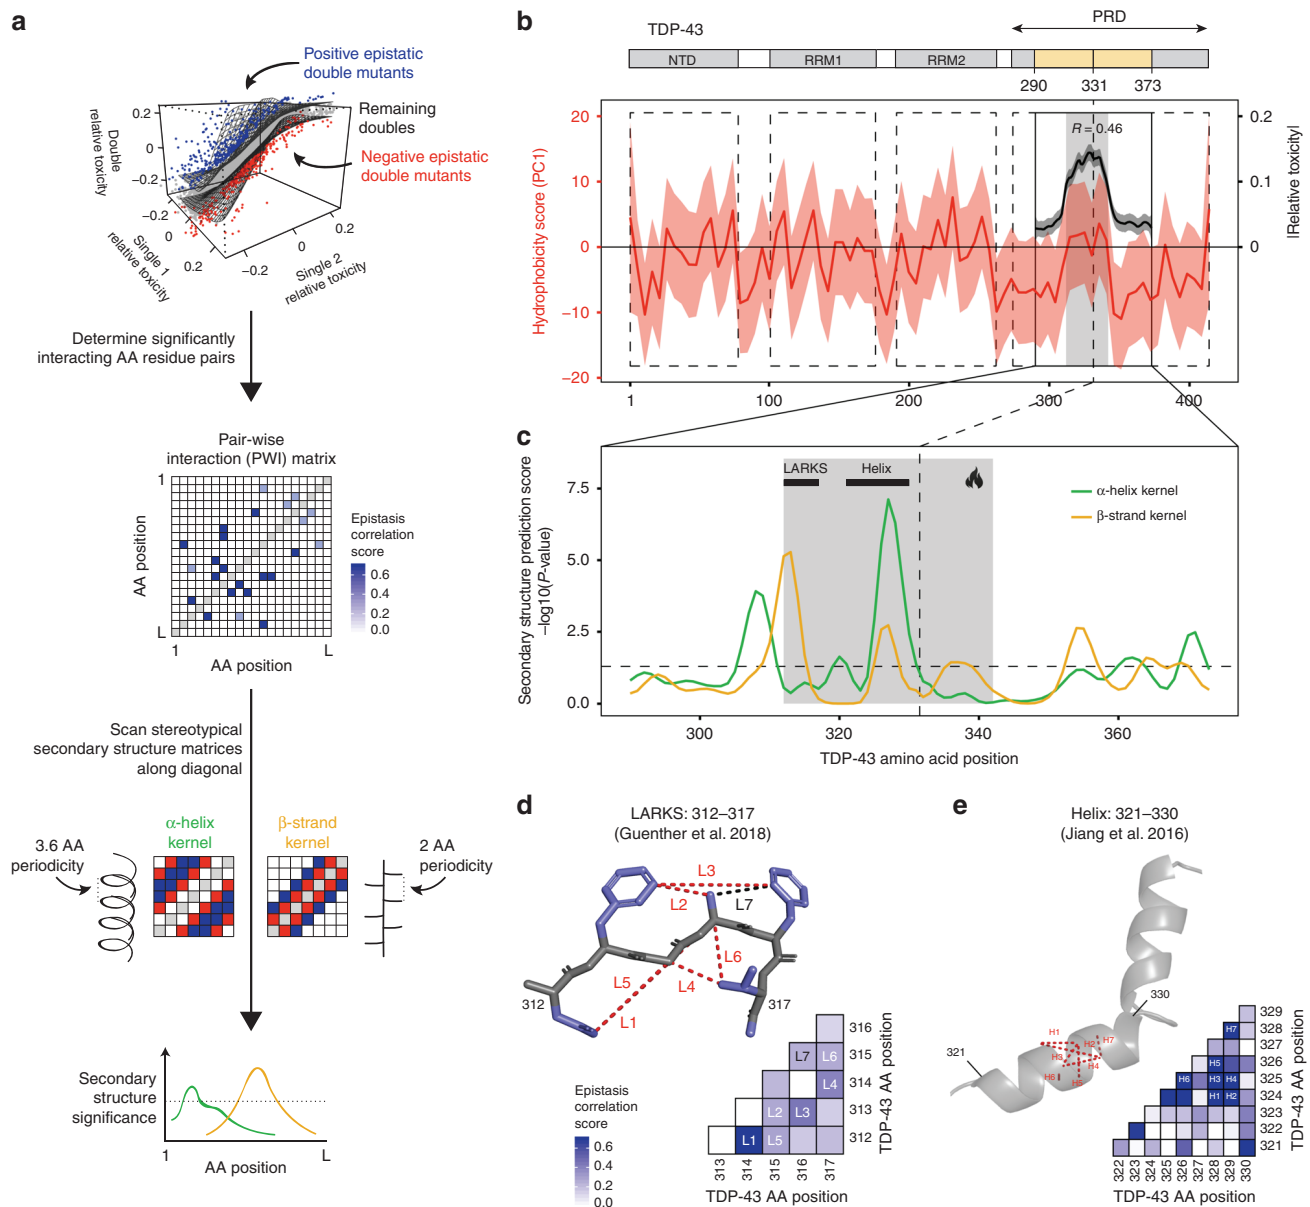 a
Positive epistatic
double mutants
Remaining
doubles
Negative epistatic
double mutants
Double
relative toxicity
0.2
0
−0.2
−0.2
0
0.2
Single 1
relative toxicity
−0.2
0
0.2
Single 2
relative toxicity
Determine significantly
interacting AA residue pairs
Pair-wise
interaction (PWI) matrix
1
L
AA position
1
L
AA position
Epistasis
correlation
score
0.6
0.4
0.2
0.0
Scan stereotypical
secondary structure matrices
along diagonal
3.6 AA
periodicity
α-helix
kernel
β-strand
kernel
2 AA
periodicity
Secondary
structure
significance
1
L
AA position
b
TDP-43
PRD
NTD
RRM1
RRM2
290
331
373
Hydrophobicity score (PC1)
20
10
0
−10
−20
R = 0.46
0.2
0.1
0
|Relative toxicity|
1
100
200
300
400
c
Secondary structure prediction score
−log10(P-value)
7.5
5.0
2.5
0.0
LARKS
Helix
α-helix kernel
β-strand kernel
300
320
340
360
TDP-43 amino acid position
d
LARKS: 312–317
(Guenther et al. 2018)
L3
L2
L7
L6
L5
L4
L1
312
317
316
L7
L6
315
L4
314
L2
L3
313
L1
L5
312
313
314
315
316
317
TDP-43 AA position
TDP-43 AA position
Epistasis
correlation
score
0.6
0.4
0.2
0.0
e
Helix: 321–330
(Jiang et al. 2016)
330
321
H1
H2
H7
H3
H4
H6
H5
329
H7
328
327
H5
326
H6
H3
H4
325
H1
H2
324
323
322
321
322
323
324
325
326
327
328
329
330
TDP-43 AA position
TDP-43 AA position